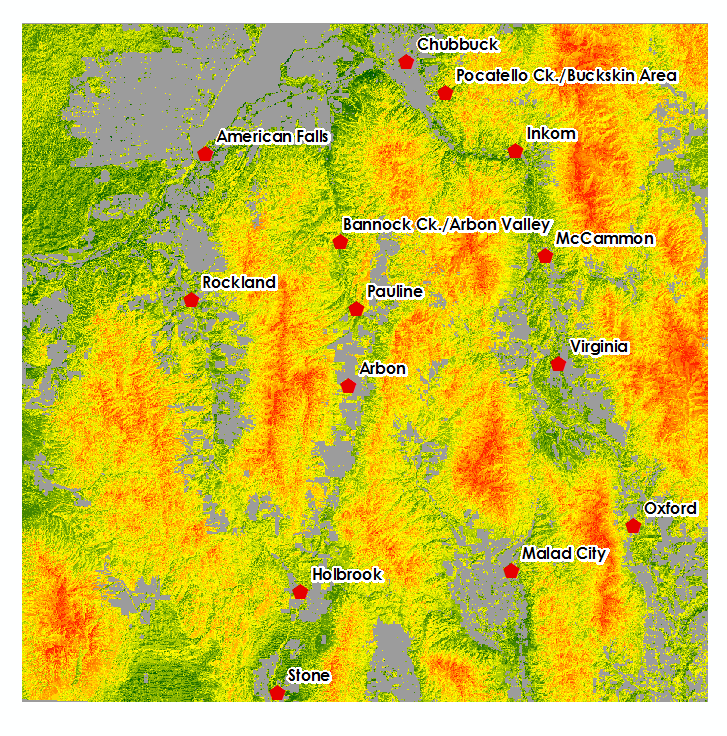 Chubbuck
Pocatello Ck./Buckskin Area
Inkom
American Falls
Bannock Ck./Arbon Valley
McCammon
Rockland
Pauline
Virginia
Arbon
Oxford
Malad City
Holbrook
Stone